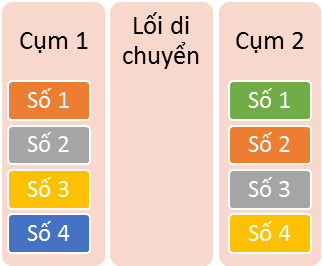 Cụm 1
Số 1
Số 2
Số 3
Số 4
Lối di
chuyển
Cụm 2
Số 1
Số 2
Số 3
Số 4